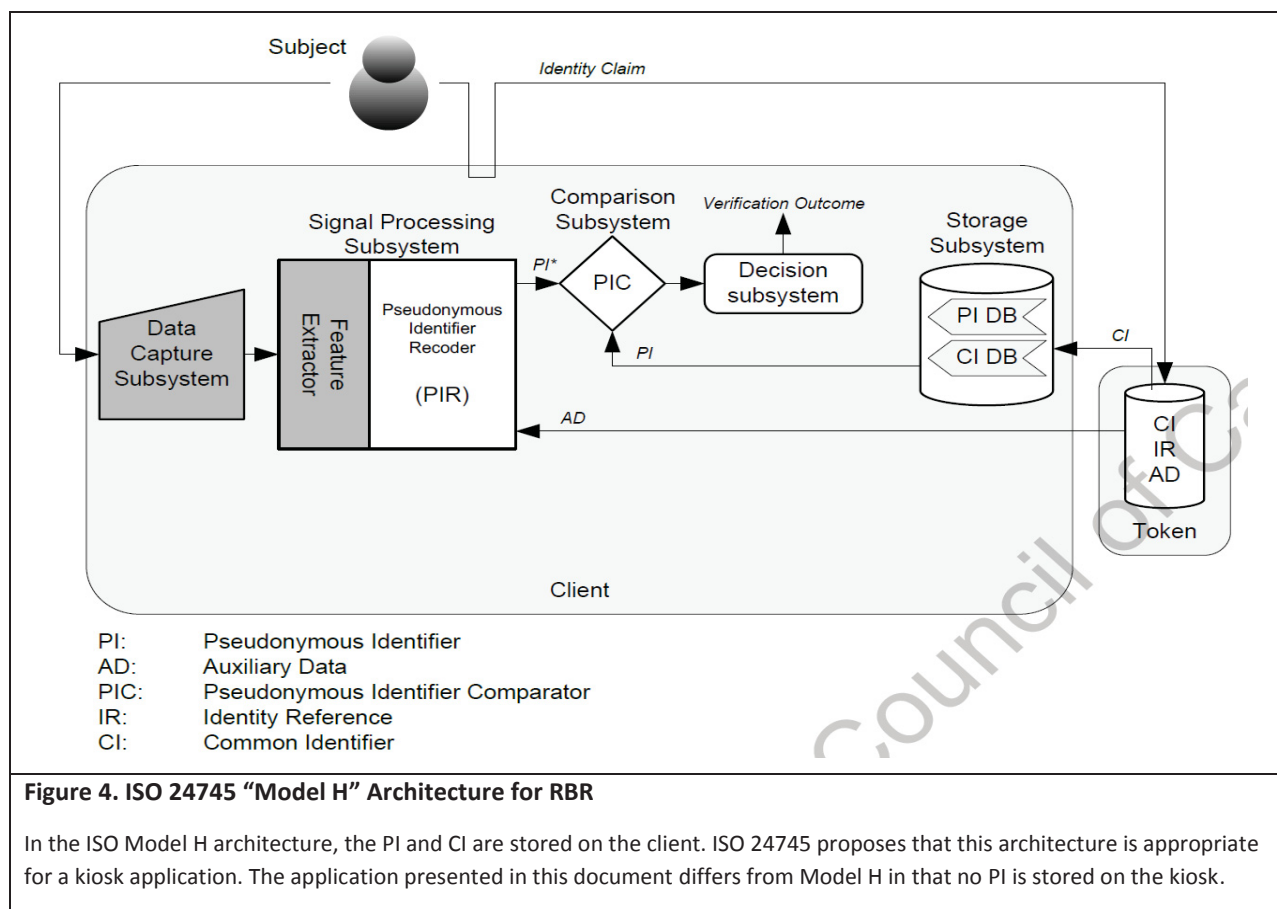 Subject
Identity Claim
Signal Processing
Subsystem
Comparison
Subsystem
Verification Outcome
Storage
Subsystem
Data
Capture
Subsystem
Feature
Extractor
Pseudonymous
Identifier
Recoder
(PIR)
PI*
PIC
Decision
subsystem
PI DB
CI DB
PI
CI
AD
CI
IR
AD
Token
Client
PI: Pseudonymous Identifier
AD: Auxiliary Data
PIC: Pseudonymous Identifier Comparator
IR: Identity Reference
CI: Common Identifier
Council of Ca
Figure 4. ISO 24745 “Model H” Architecture for RBR
In the ISO Model H architecture, the PI and CI are stored on the client. ISO 24745 proposes that this architecture is appropriate
for a kiosk application. The application presented in this document differs from Model H in that no PI is stored on the kiosk.